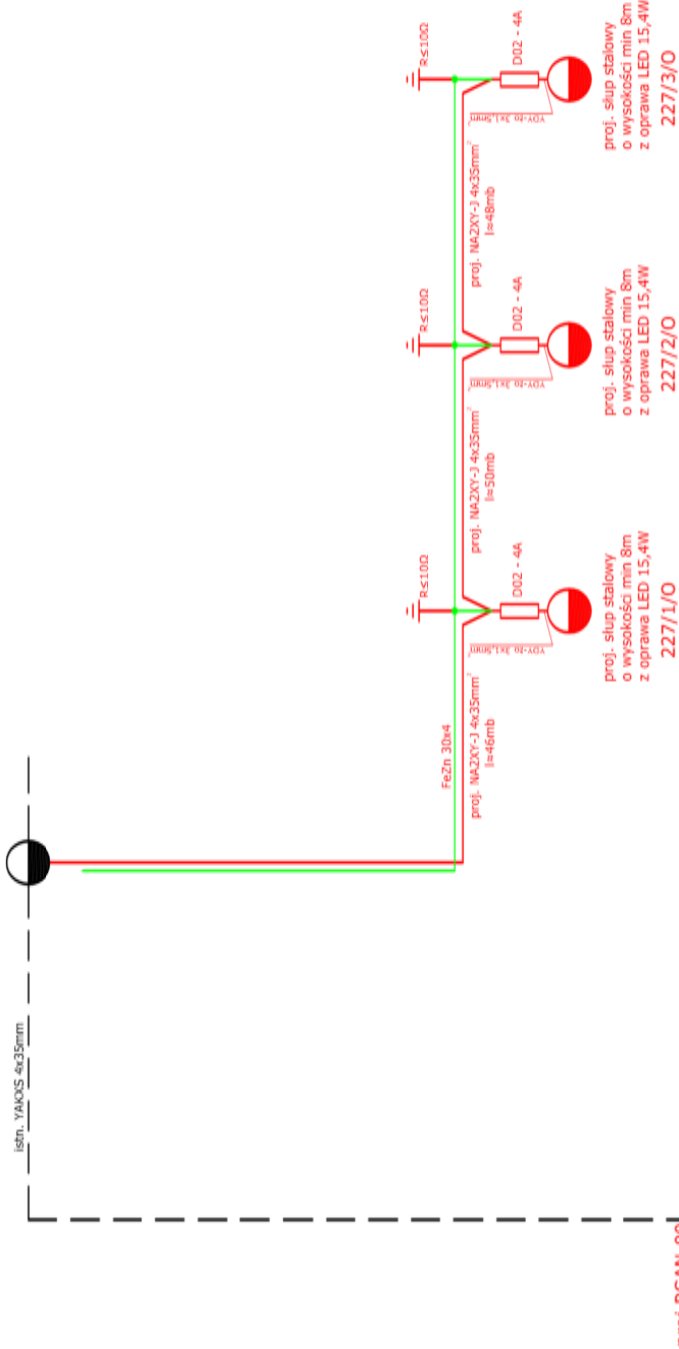 istn. YAKXS 4x35mm
FeZn 30x4
proj. NA2XY-J 4x35mm²
l=46mb
R≤10Ω
YDY-żo 3x1,5mm²
D02 - 4A
proj. słup stalowy
o wysokości min 8m
z oprawa LED 15,4W
227/1/O
proj. NA2XY-J 4x35mm²
l=50mb
R≤10Ω
YDY-żo 3x1,5mm²
D02 - 4A
proj. słup stalowy
o wysokości min 8m
z oprawa LED 15,4W
227/2/O
proj. NA2XY-J 4x35mm²
l=48mb
R≤10Ω
YDY-żo 3x1,5mm²
D02 - 4A
proj. słup stalowy
o wysokości min 8m
z oprawa LED 15,4W
227/3/O